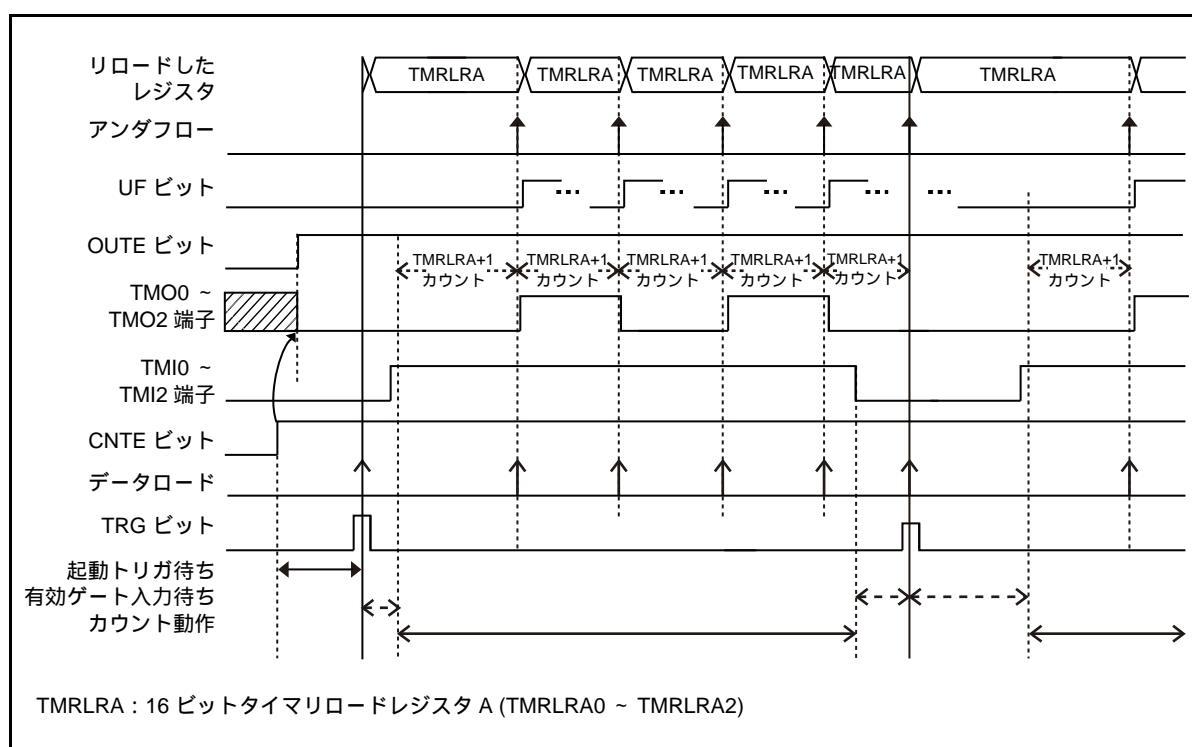 リロードした
レジスタ
TMRLRA TMRLRA TMRLRA TMRLRA TMRLRA TMRLRA
アンダフロー
UF ビット
OUTE ビット
TMRLRA+1 TMRLRA+1 TMRLRA+1 TMRLRA+1 TMRLRA+1 TMRLRA+1
カウント カウント カウント カウント カウント カウント
TMO0 ~
TMO2 端子
TMI0 ~
TMI2 端子
CNTE ビット
データロード
TRG ビット
起動トリガ待ち
有効ゲート入力待ち
カウント動作
TMRLRA : 16 ビットタイマリロードレジスタ A (TMRLRA0 ~ TMRLRA2)